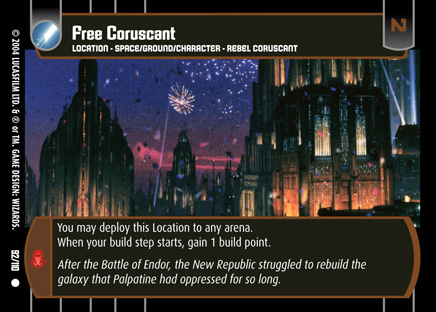 Free Coruscant
LOCATION - SPACE/GROUND/CHARACTER - REBEL CORUSCANT
N
You may deploy this Location to any arena.
When your build step starts, gain 1 build point.
After the Battle of Endor, the New Republic struggled to rebuild the
galaxy that Palpatine had oppressed for so long.
© 2004 LUCASFILM LTD. & ® OR TM. GAME DESIGN: WIZARDS.
92/110